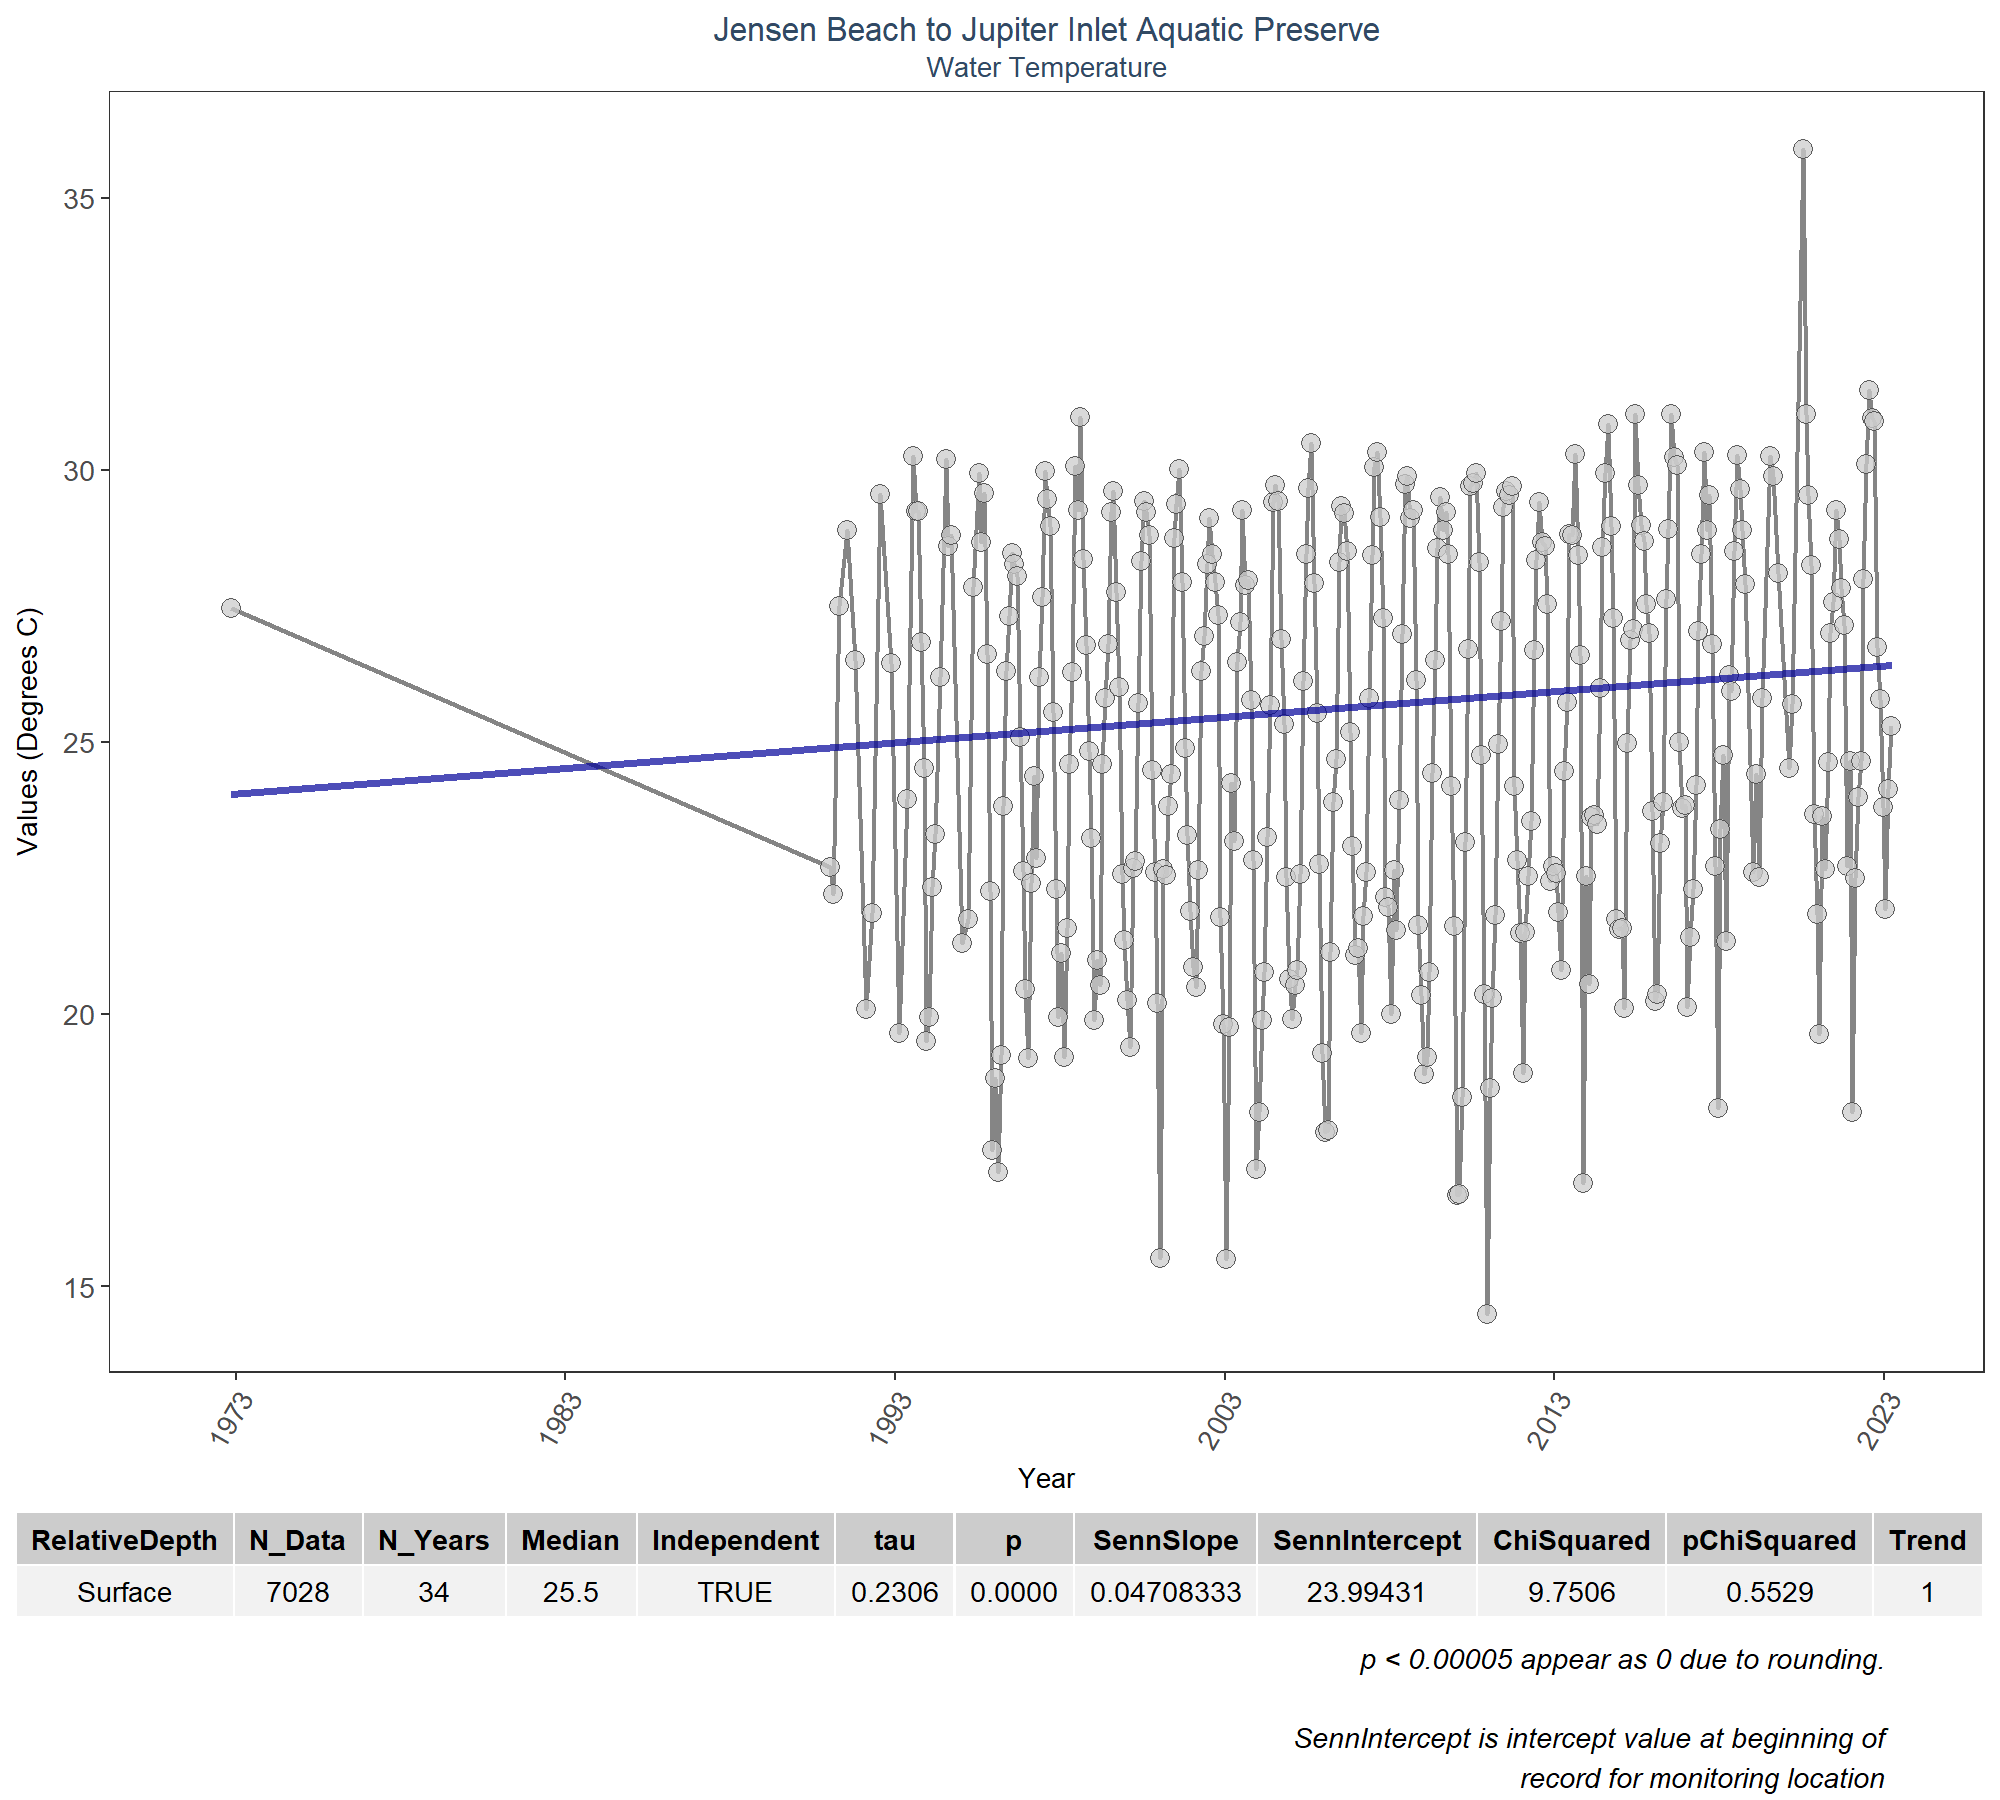 Jensen Beach to Jupiter Inlet Aquatic Preserve
Water Temperature
Values (Degrees C)
35
30
25
20
15
1973
1983
1993
2003
2013
2023
Year
RelativeDepth N_Data N_Years Median Independent tau p SennSlope SennIntercept ChiSquared pChiSquared Trend
Surface 7028 34 25.5 TRUE 0.2306 0.0000 0.04708333 23.99431 9.7506 0.5529 1
p < 0.00005 appear as 0 due to rounding.
SennIntercept is intercept value at beginning of
record for monitoring location